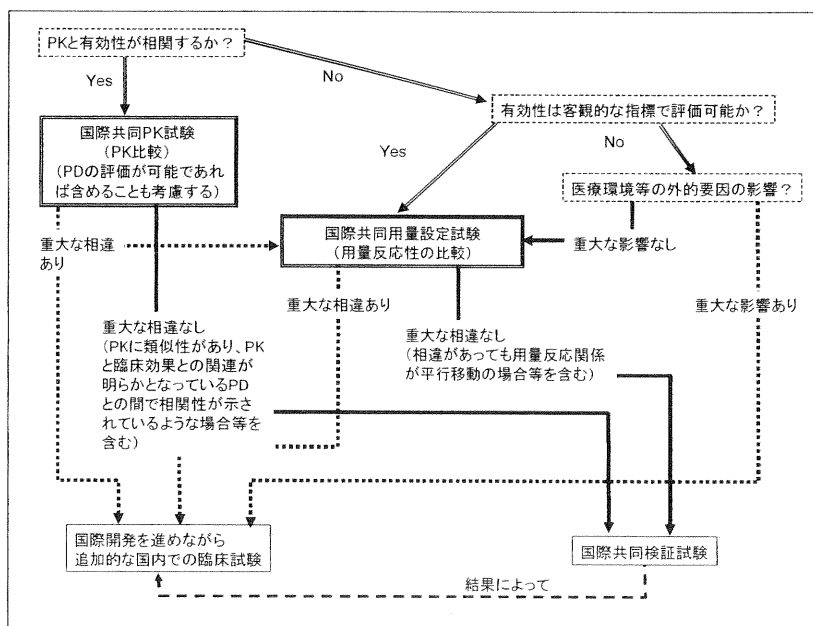 PKと有効性が相関するか？
Yes
No
有効性は客観的な指標で評価可能か？
Yes
No
国際共同PK試験
（PK比較）
（PDの評価が可能であれ
ば含めることも考慮する）
医療環境等の外的要因の影響？
重大な相違
あり
国際共同用量設定試験
（用量反応性の比較）
重大な影響なし
重大な相違あり
重大な影響あり
重大な相違なし
（PKに類似性があり、PK
と臨床効果との関連が
明らかとなっているPD
との間で相関性が示さ
れているような場合等を
含む）
重大な相違なし
（相違があっても用量反応関係
が平行移動の場合等を含む）
国際開発を進めながら
追加的な国内での臨床試験
国際共同検証試験
結果によって